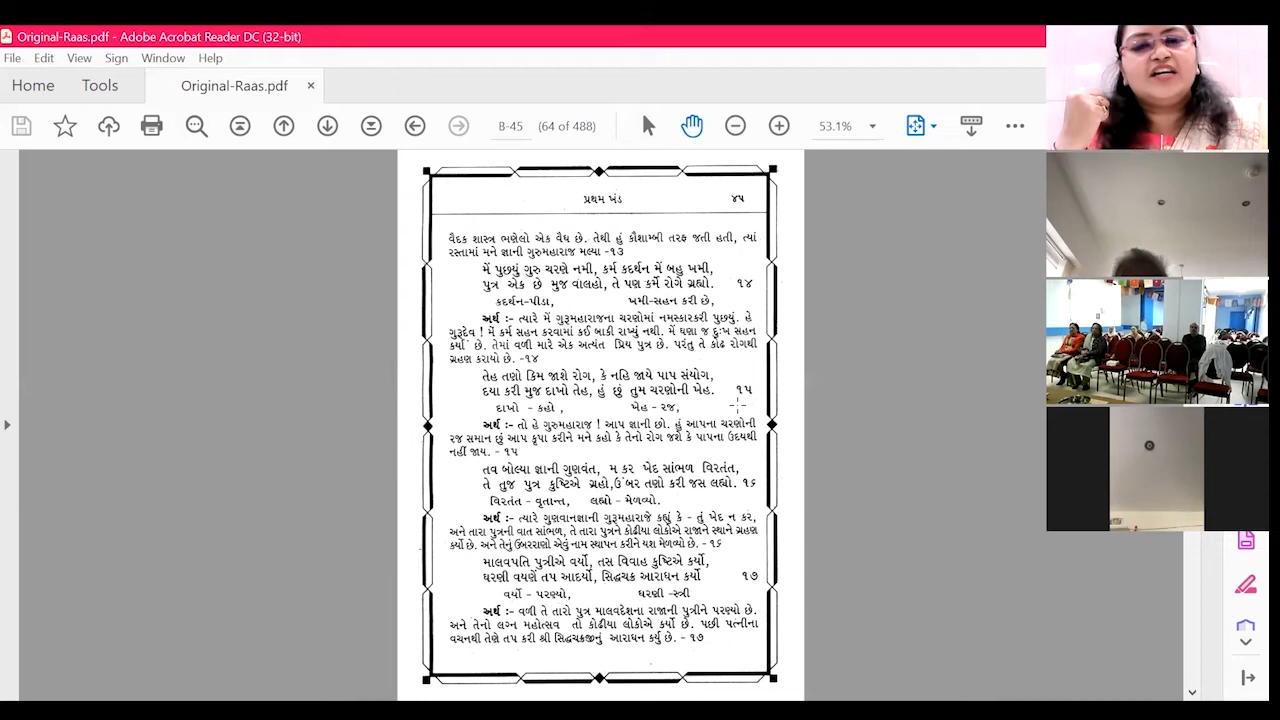 Original-Raas.pdf - Adobe Acrobat Reader DC (32-bit)
File Edit View Sign Window Help
Home Tools Original-Raas.pdf ×
B-45 (64 of 488) 53.1%
પ્રથમ ખંડ ૪૫
વૈદક શાસ્ત્ર ભણેલો એક વૈધ છે. તેથી હું કૌશામ્બી તરફ જતી હતી, ત્યાં
રસ્તામાં મને જ્ઞાની ગુરુમહારાજ મલ્યા -૧૩
મેં પુછયું ગુરુ ચરણે નમી, કર્મ કદર્થન મેં બહુ ખમી,
પુત્ર એક છે મુજ વાલહો, તે પણ કર્મે રોગે ગ્રહ્યો. ૧૪
કદર્થન-પીડા, ખમી-સહન કરી છે,
અર્થ :- ત્યારે મેં ગુરૂમહારાજના ચરણોમાં નમસ્કારકરી પુછયું. હે
ગુરૂદેવ ! મેં કર્મ સહન કરવામાં કઈ બાકી રાખ્યું નથી. મેં ઘણા જ દુઃખ સહન
કર્યા છે. તેમાં વળી મારે એક અત્યંત પ્રિય પુત્ર છે. પરંતુ તે કોઢ રોગથી
ગ્રહણ કરાયો છે. -૧૪
તેહ તણો કિમ જાશે રોગ, કે નહિ જાયે પાપ સંયોગ,
દયા કરી મુજ દાખો તેહ, હું છું તુમ ચરણોની ખેહ. ૧૫
દાખો - કહો , ખેહ - રજ,
અર્થ :- તો હે ગુરુમહારાજ ! આપ જ્ઞાની છો. હું આપના ચરણોની
રજ સમાન છું આપ કૃપા કરીને મને કહો કે તેનો રોગ જશે કે પાપના ઉદયથી
નહીં જાય. - ૧૫
તવ બોલ્યા જ્ઞાની ગુણવંત, મ કર ખેદ સાંભળ વિરતંત,
તે તુજ પુત્ર કુષ્ટિએ ગ્રહો,ઉંબર તણો કરી જસ લહ્યો. ૧૬
વિરતંત - વૃતાન્ત, લહ્યો - મેળવ્યો.
અર્થ :- ત્યારે ગુણવાનજ્ઞાની ગુરૂમહારાજે કહ્યું કે - તું ખેદ ન કર,
અને તારા પુત્રની વાત સાંભળ, તે તારા પુત્રને કોઢીયા લોકોએ રાજાને સ્થાને ગ્રહણ
કર્યો છે. અને તેનું ઉંબરરાણો એવું નામ સ્થાપન કરીને યશ મેળવ્યો છે. - ૧૬
માલવપતિ પુત્રીએ વર્યો, તસ વિવાહ કુષ્ટિએ કર્યો,
ઘરણી વયણે તપ આદર્યો, સિદ્ધચક્ર આરાધન કર્યો ૧૭
વર્યો - પરણ્યો, ઘરણી -સ્ત્રી
અર્થ :- વળી તે તારો પુત્ર માલવદેશના રાજાની પુત્રીને પરણ્યો છે.
અને તેનો લગ્ન મહોત્સવ તો કોઢીયા લોકોએ કર્યો છે. પછી પત્નીના
વચનથી તેણે તપ કરી શ્રી સિદ્ધચક્રજીનું આરાધન કર્યુ છે. - ૧૭